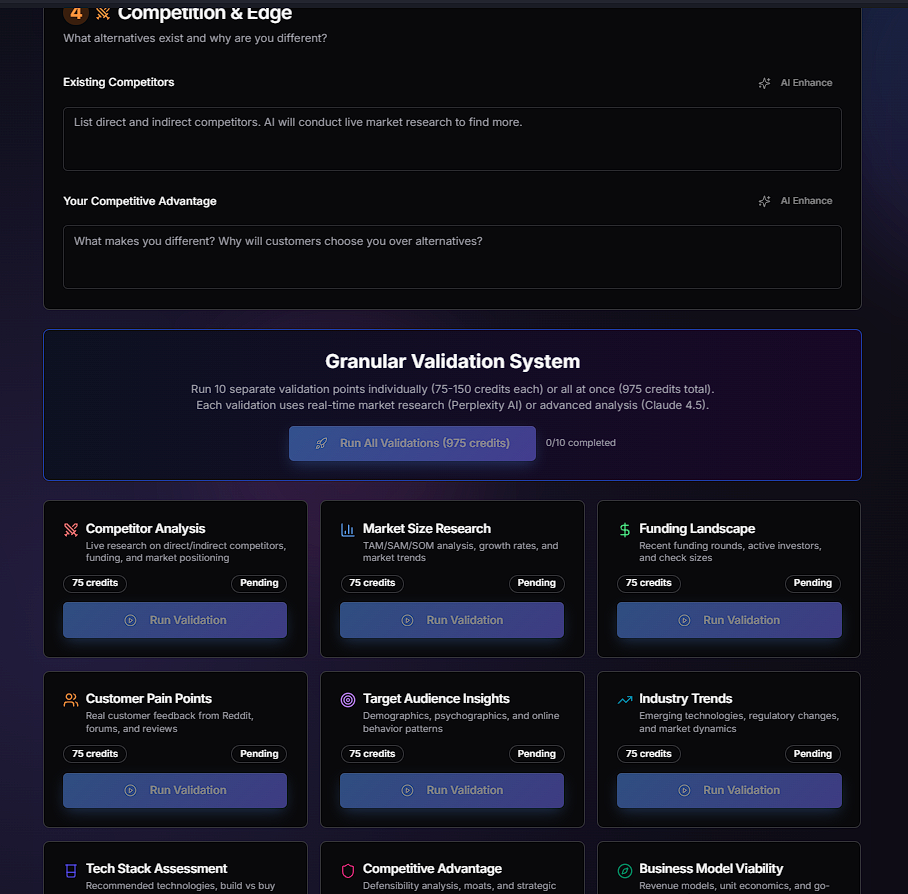 4 Competition & Edge
What alternatives exist and why are you different?
Existing Competitors
AI Enhance
List direct and indirect competitors. AI will conduct live market research to find more.
Your Competitive Advantage
AI Enhance
What makes you different? Why will customers choose you over alternatives?
Granular Validation System
Run 10 separate validation points individually (75-150 credits each) or all at once (975 credits total).
Each validation uses real-time market research (Perplexity AI) or advanced analysis (Claude 4.5).
Run All Validations (975 credits)
0/10 completed
Competitor Analysis
Live research on direct/indirect competitors,
funding, and market positioning
75 credits
Pending
Run Validation
Market Size Research
TAM/SAM/SOM analysis, growth rates, and
market trends
75 credits
Pending
Run Validation
Funding Landscape
Recent funding rounds, active investors,
and check sizes
75 credits
Pending
Run Validation
Customer Pain Points
Real customer feedback from Reddit,
forums, and reviews
75 credits
Pending
Run Validation
Target Audience Insights
Demographics, psychographics, and online
behavior patterns
75 credits
Pending
Run Validation
Industry Trends
Emerging technologies, regulatory changes,
and market dynamics
75 credits
Pending
Run Validation
Tech Stack Assessment
Recommended technologies, build vs buy
Competitive Advantage
Defensibility analysis, moats, and strategic
Business Model Viability
Revenue models, unit economics, and go-